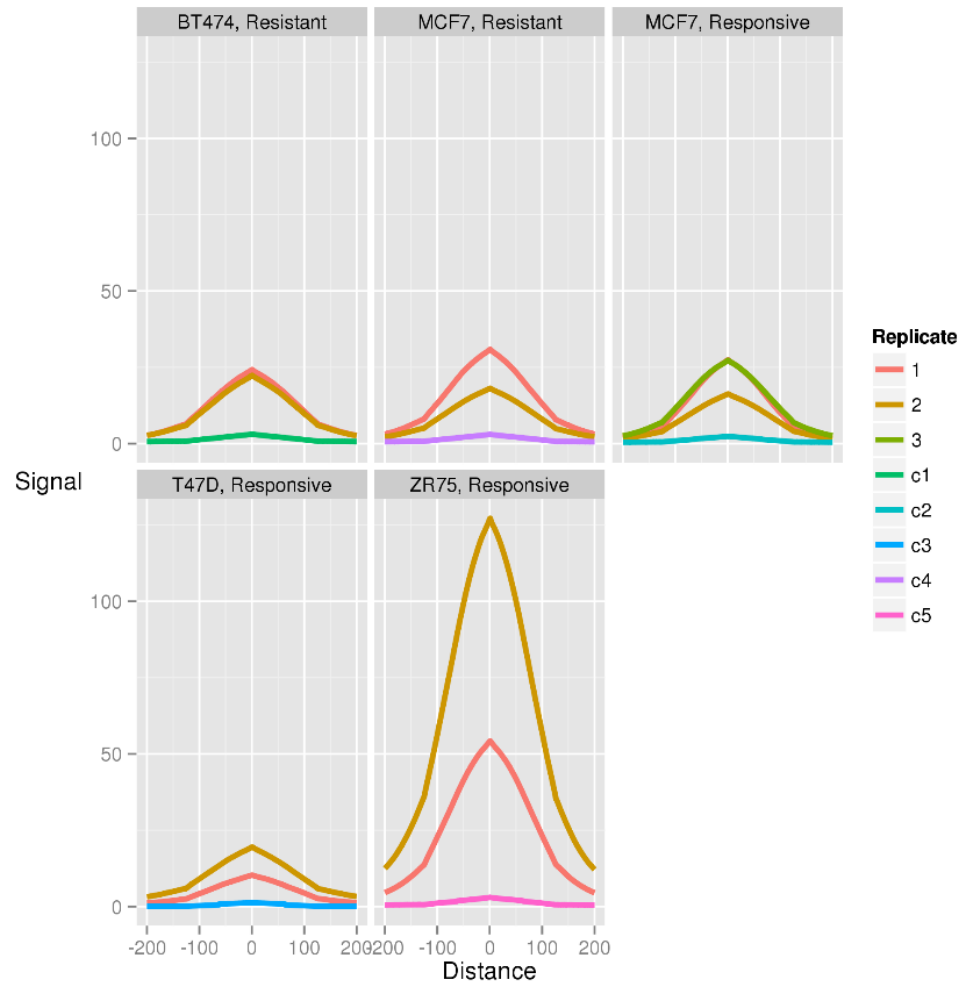 BT474, Resistant
MCF7, Resistant
MCF7, Responsive
100
50
0
Signal
T47D, Responsive
ZR75, Responsive
100
50
0
-200 -100 0 100 200
-200 -100 0 100 200
Distance
Replicate
1
2
3
c1
c2
c3
c4
c5